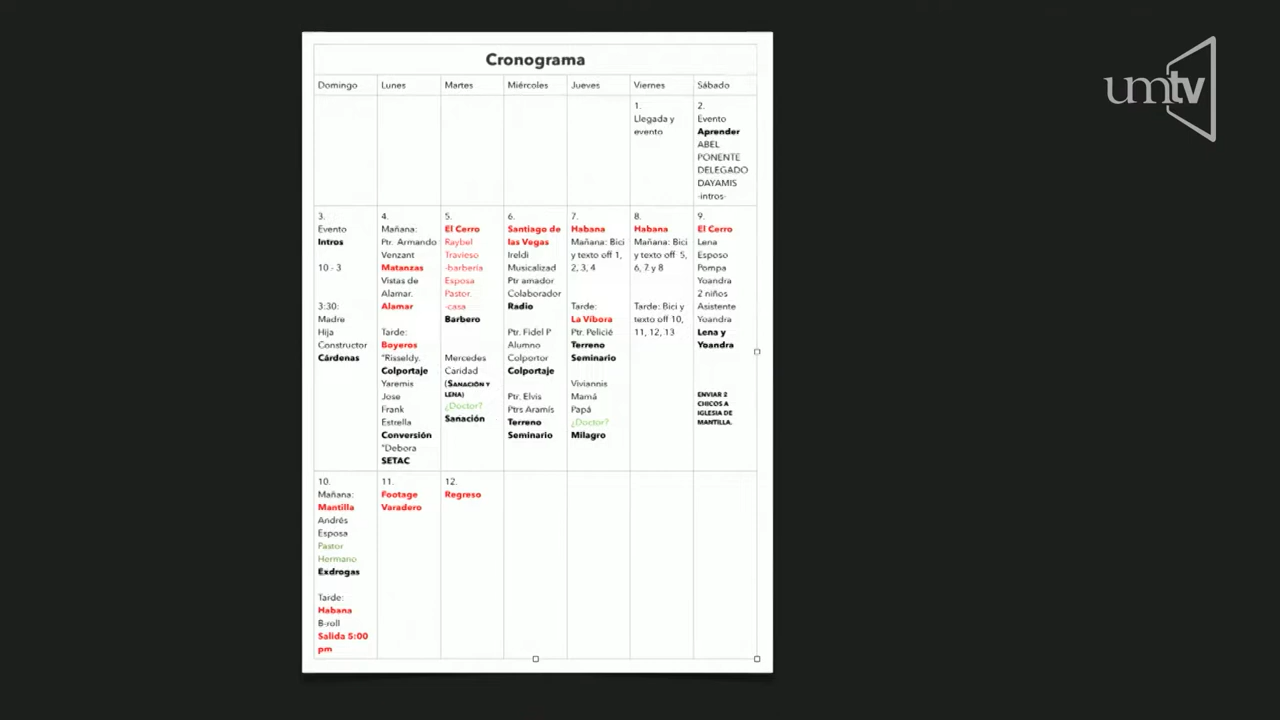 umtv
Cronograma
Domingo
Lunes
Martes
Miércoles
Jueves
Viernes
Sábado
1.
Llegada y
evento
2.
Evento
Aprender
ABEL
PONENTE
DELEGADO
DAYAMIS
-intros-
3.
Evento
Intros
10 - 3
3:30:
Madre
Hija
Constructor
Cárdenas
4.
Mañana:
Ptr. Armando
Venzant
Matanzas
Vistas de
Alamar.
Alamar
Tarde:
Boyeros
"Risseldy.
Colportaje
Yaremis
Jose
Frank
Estrella
Conversión
"Debora
SETAC
5.
El Cerro
Raybel
Travieso
-barbería
Esposa
Pastor.
-casa
Barbero
Mercedes
Caridad
(SANACIÓN Y
LENA)
¿Doctor?
Sanación
6.
Santiago de
las Vegas
Ireldi
Musicalizad
Ptr amador
Colaborador
Radio
Ptr. Fidel P
Alumno
Colportor
Colportaje
Ptr. Elvis
Ptrs Aramís
Terreno
Seminario
7.
Habana
Mañana: Bici
y texto off 1,
2, 3, 4
Tarde:
La Víbora
Ptr. Pelicié
Terreno
Seminario
Viviannis
Mamá
Papá
¿Doctor?
Milagro
8.
Habana
Mañana: Bici
y texto off 5,
6, 7 y 8
Tarde: Bici y
texto off 10,
11, 12, 13
9.
El Cerro
Lena
Esposo
Pompa
Yoandra
2 niños
Asistente
Yoandra
Lena y
Yoandra
ENVIAR 2
CHICOS A
IGLESIA DE
MANTILLA.
10.
Mañana:
Mantilla
Andrés
Esposa
Pastor
Hermano
Exdrogas
Tarde:
Habana
B-roll
Salida 5:00
pm
11.
Footage
Varadero
12.
Regreso